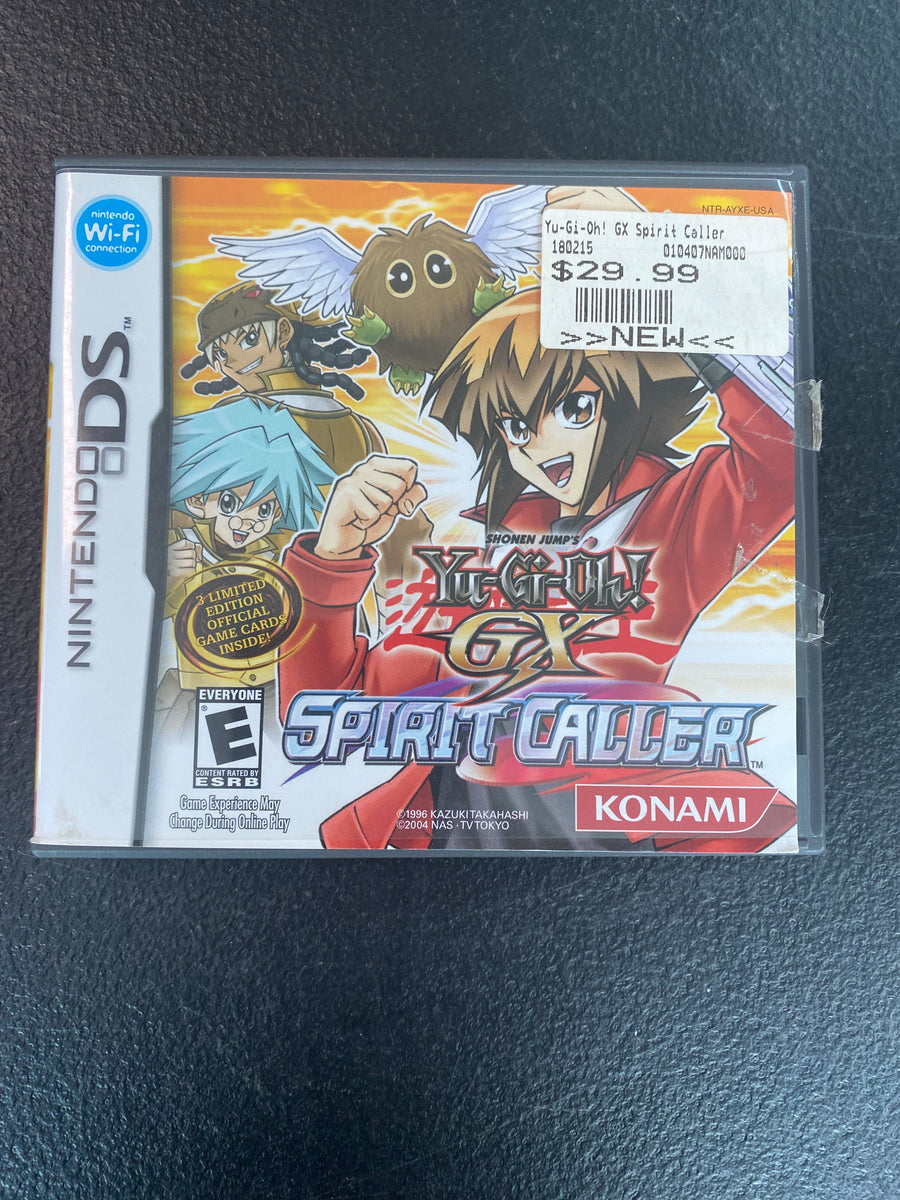 nintendo
Wi-Fi
connection
NINTENDO DS™
NTR-AYXE-USA
Yu-Gi-Oh! GX Spirit Caller
180215 010407NAM000
$29.99
>>NEW<<
3 LIMITED
EDITION
OFFICIAL
GAME CARDS
INSIDE!
SHONEN JUMP'S
Yu-Gi-Oh!
GX
SPIRIT CALLER™
EVERYONE
E®
CONTENT RATED BY
ESRB
Game Experience May
Change During Online Play
©1996 KAZUKI TAKAHASHI
©2004 NAS • TV TOKYO
KONAMI